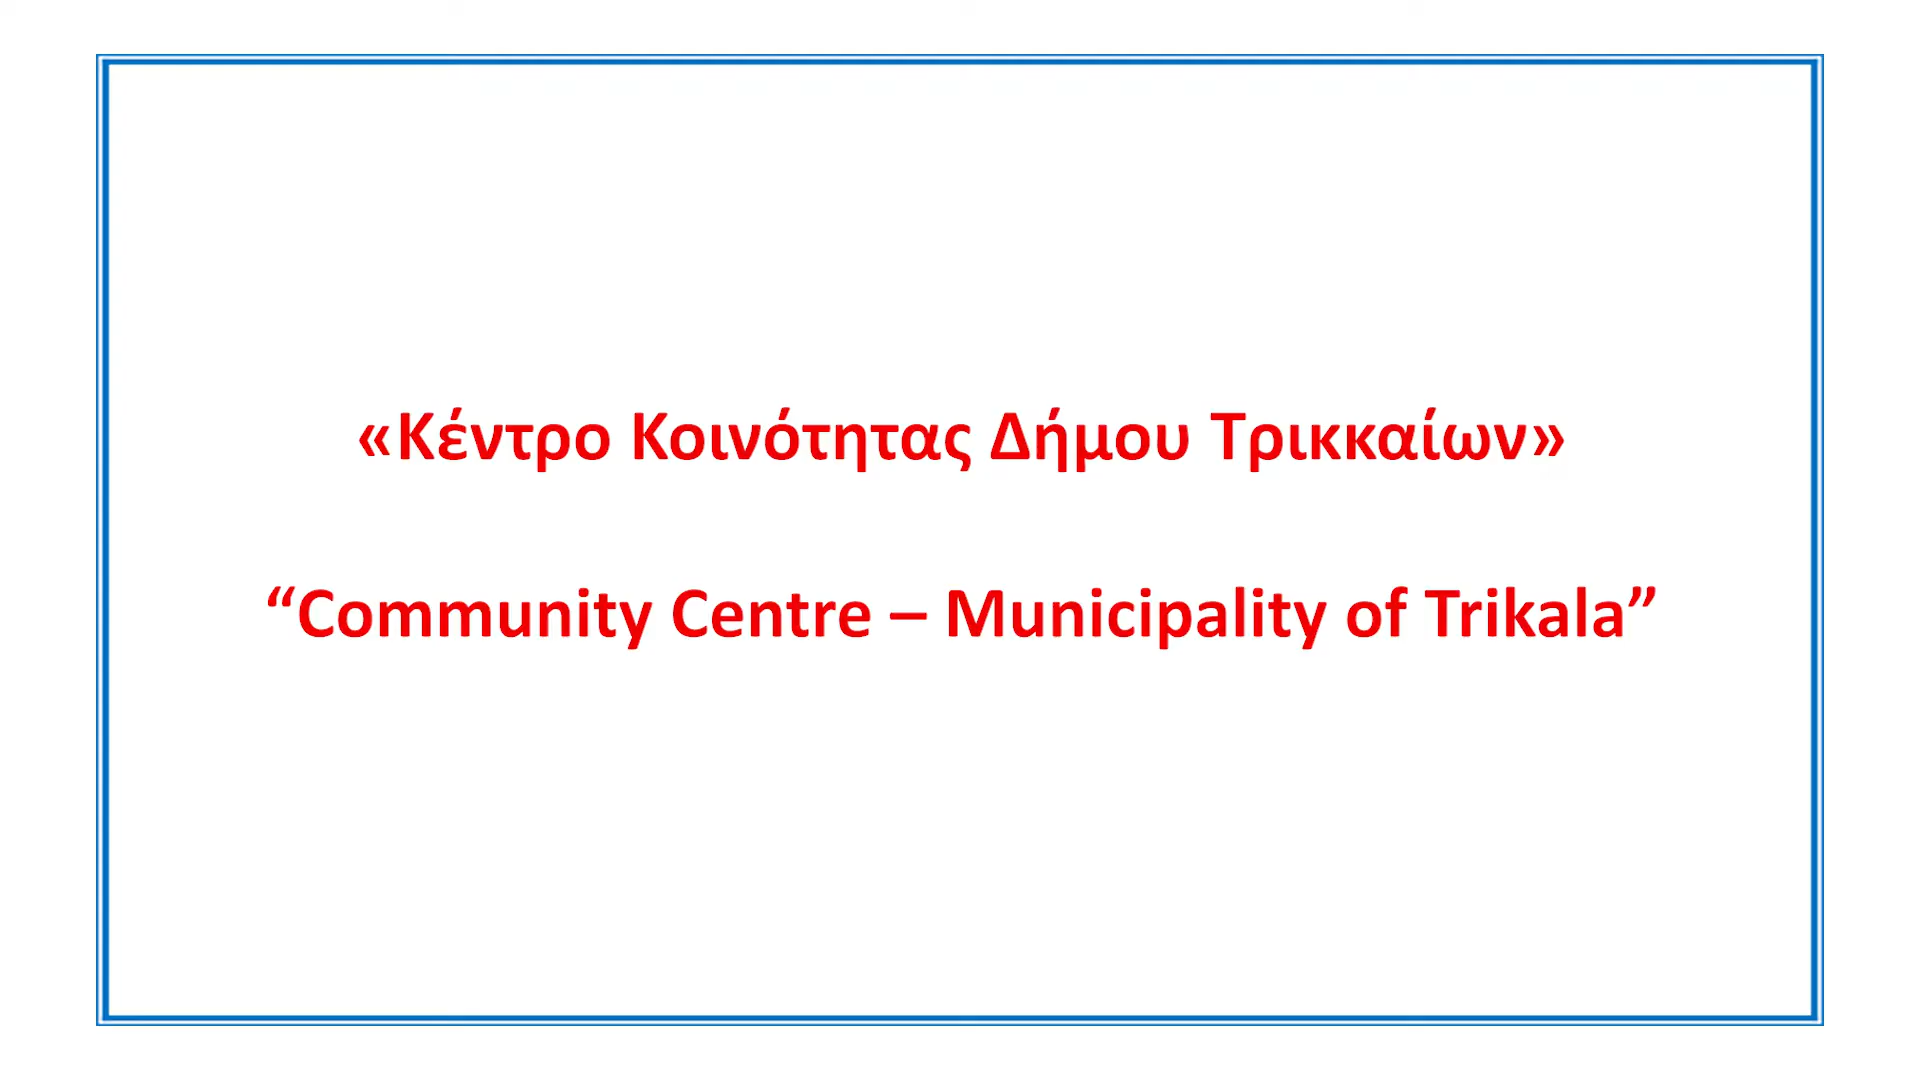 «Κέντρο Κοινότητας Δήμου Τρικκαίων»
“Community Centre – Municipality of Trikala”